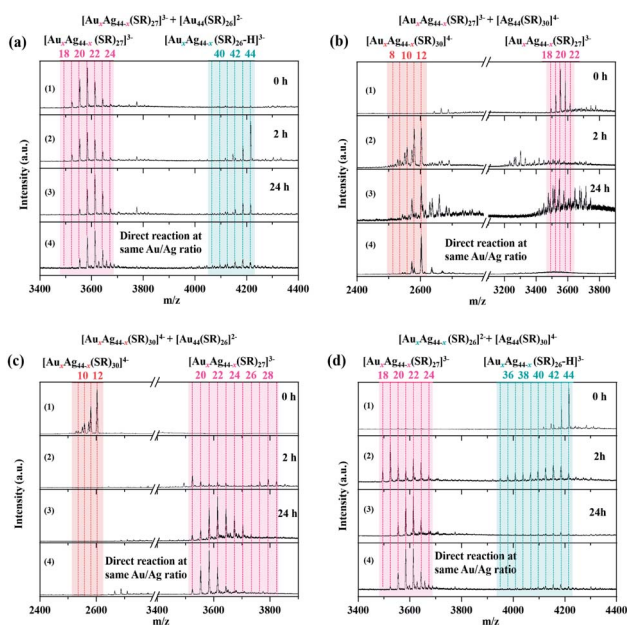 [AuxAg44-x(SR)27]3- + [Au44(SR)26]2-
(a) [AuxAg44-x(SR)27]3- [AuxAg44-x(SR)26-H]3-
18 20 22 24 40 42 44
(1) 0 h
(2) 2 h
(3) 24 h
(4) Direct reaction at
same Au/Ag ratio
Intensity (a.u.)
3400 3600 3800 4000 4200 4400
m/z
[AuxAg44-x(SR)27]3- + [Ag44(SR)30]4-
(b) [AuxAg44-x(SR)30]4- [AuxAg44-x(SR)27]3-
8 10 12 18 20 22
(1) 0 h
(2) 2 h
(3) 24 h
(4) Direct reaction at
same Au/Ag ratio
Intensity (a.u.)
2400 2600 3200 3400 3600 3800
m/z
[AuxAg44-x(SR)30]4- + [Au44(SR)26]2-
(c) [AuxAg44-x(SR)30]4- [AuxAg44-x(SR)27]3-
10 12 20 22 24 26 28
(1) 0 h
(2) 2 h
(3) 24 h
Direct reaction at
(4) same Au/Ag ratio
Intensity (a.u.)
2400 2600 3400 3600 3800
m/z
[AuxAg44-x(SR)26]2- + [Ag44(SR)30]4-
[AuxAg44-x(SR)27]3- [AuxAg44-x(SR)26-H]3- (d)
18 20 22 24 36 38 40 42 44
(1) 0 h
(2) 2h
(3) 24h
(4) Direct reaction at
same Au/Ag ratio
Intensity (a.u.)
3400 3600 3800 4000 4200 4400
m/z